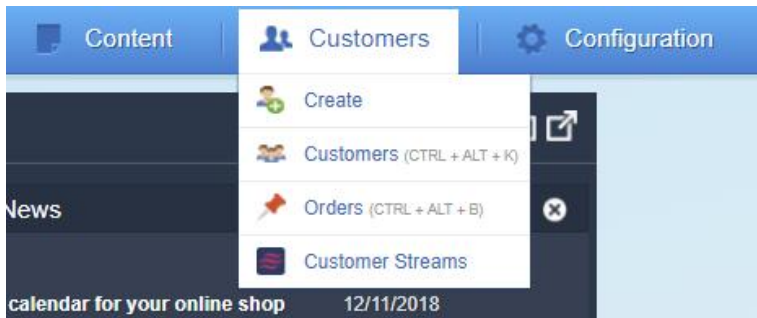 Content Customers Configuration
Create
Customers (CTRL + ALT + K)
News Orders (CTRL + ALT + B)
Customer Streams
calendar for your online shop 12/11/2018